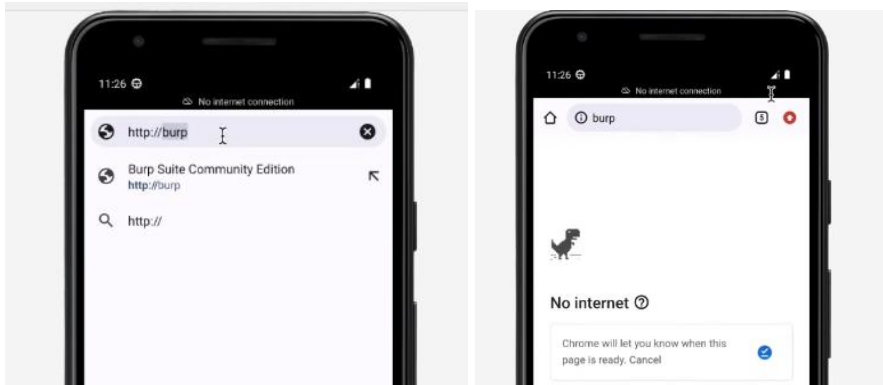 11:26
No internet connection
http://burp
Burp Suite Community Edition
http://burp
http://
11:26
No internet connection
burp
5
No internet
Chrome will let you know when this
page is ready. Cancel